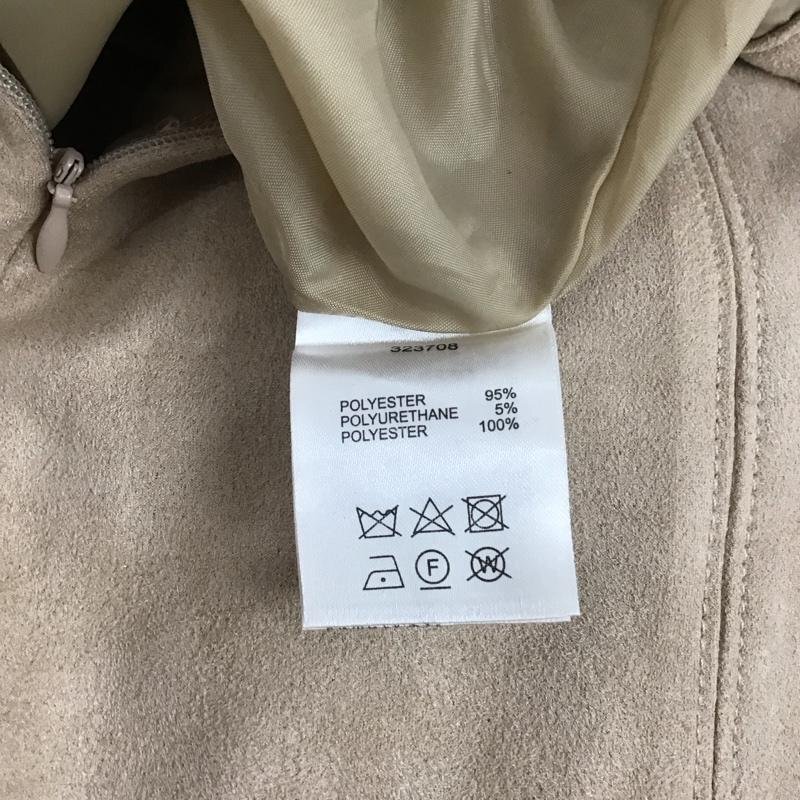 323708
POLYESTER 95%
POLYURETHANE 5%
POLYESTER 100%
F W